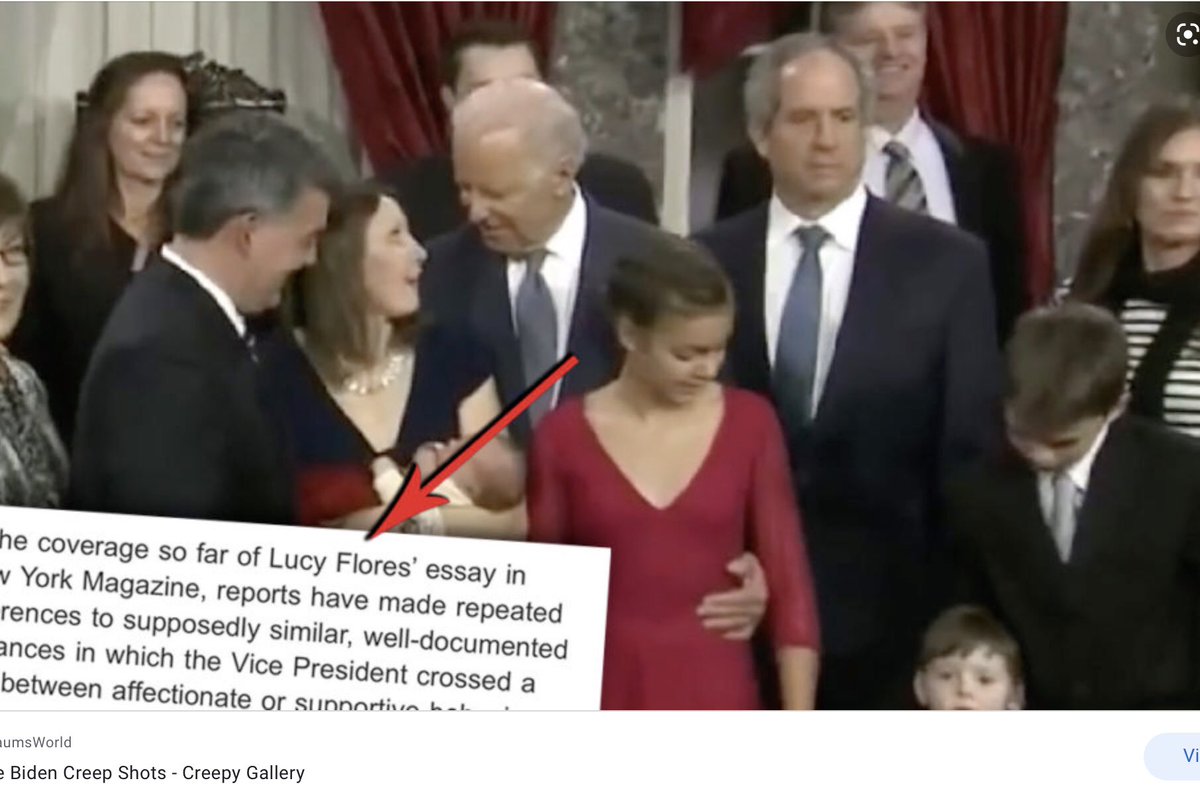 he coverage so far of Lucy Flores' essay in
w York Magazine, reports have made repeated
rences to supposedly similar, well-documented
ances in which the Vice President crossed a
between affectionate or supportive
aumsWorld
Vi
e Biden Creep Shots - Creepy Gallery